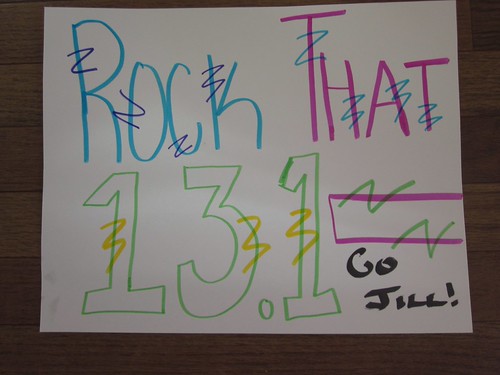 ROCK THAT
13.1
GO
JILL!